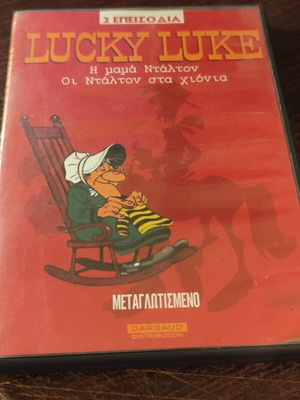 2 ΕΠΕΙΣΟΔΙΑ
LUCKY LUKE
Η μαμά Ντάλτον
Οι Ντάλτον στα χιόνια
ΜΕΤΑΓΛΩΤΙΣΜΕΝΟ
DARGAUD
DISTRIBUTION